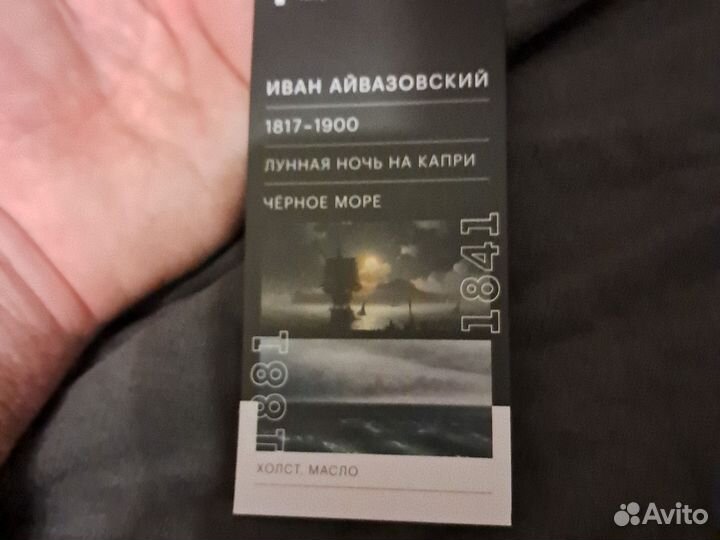 ИВАН АЙВАЗОВСКИЙ
1817-1900
ЛУННАЯ НОЧЬ НА КАПРИ
ЧЁРНОЕ МОРЕ
1841
1881
ХОЛСТ, МАСЛО
Avito